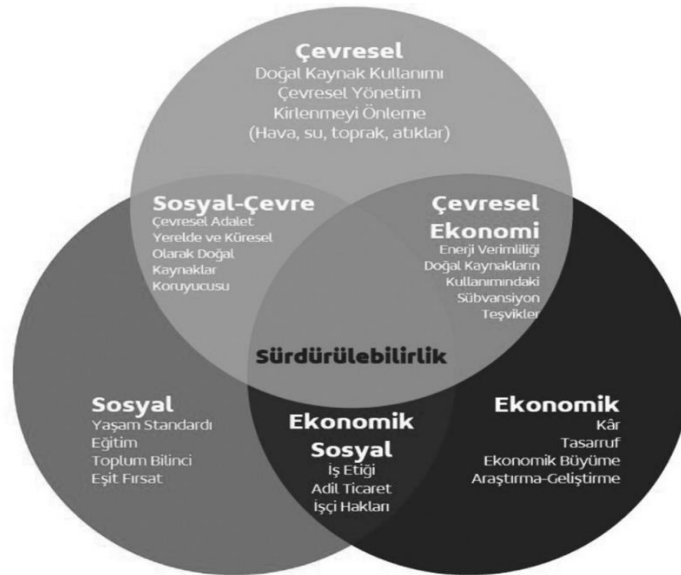 Çevresel
Doğal Kaynak Kullanımı
Çevresel Yönetim
Kirlenmeyi Önleme
(Hava, su, toprak, atıklar)
Sosyal-Çevre
Çevresel Adalet
Yerelde ve Küresel
Olarak Doğal
Kaynaklar
Koruyucusu
Çevresel
Ekonomi
Enerji Verimliliği
Doğal Kaynakların
Kullanımındaki
Sübvansiyon
Teşvikler
Sürdürülebilirlik
Sosyal
Yaşam Standardı
Eğitim
Toplum Bilinci
Eşit Fırsat
Ekonomik
Sosyal
İş Etiği
Adil Ticaret
İşçi Hakları
Ekonomik
Kâr
Tasarruf
Ekonomik Büyüme
Araştırma-Geliştirme